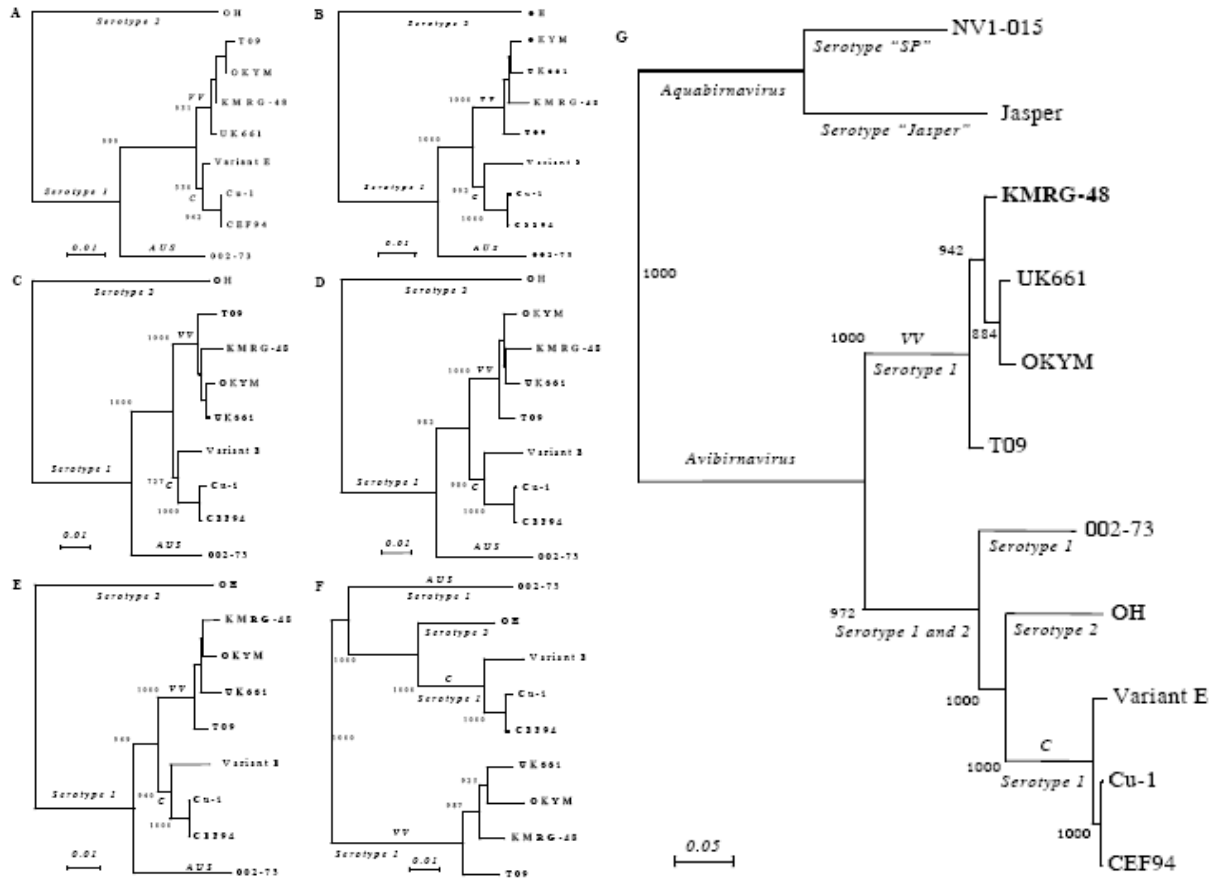 A
OH
Serotype 2
T09
OKYM
VV
931
KMRG-48
UK661
999
Variant E
C
Cu-1
CEF94
Serotype 1
AUS
002-73
0.01
B
OH
OKYM
UK661
1000
VV
KMRG-48
T09
1000
Variant E
C
Cu-1
1000
Serotype 1
AUS
002-73
0.01
C
OH
Serotype 2
T09
1000
VV
KMRG-48
OKYM
UK661
1000
Variant E
737
C
Cu-1
1000
Serotype 1
AUS
002-73
0.01
D
OH
Serotype 2
OKYM
KMRG-48
1000
VV
UK661
T09
Variant E
C
Cu-1
1000
Serotype 1
AUS
002-73
0.01
E
OH
Serotype 2
KMRG-48
OKYM
1000
VV
UK661
T09
C
Cu-1
1000
Serotype 1
AUS
002-73
0.01
F
AUS
002-73
Serotype 1
OH
Serotype 2
1000
C
1000
Serotype 1
Cu-1
1000
1000
UK661
OKYM
987
KMRG-48
VV
Serotype 1
T09
0.01
G
NV1-015
Serotype "SP"
Aquabirnavirus
Jasper
Serotype "Jasper"
KMRG-48
942
1000
UK661
884
1000
VV
Serotype 1
OKYM
T09
Avibirnavirus
002-73
Serotype 1
972
Serotype 1 and 2
OH
Serotype 2
1000
Variant E
C
1000
Serotype 1
Cu-1
1000
CEF94
0.05